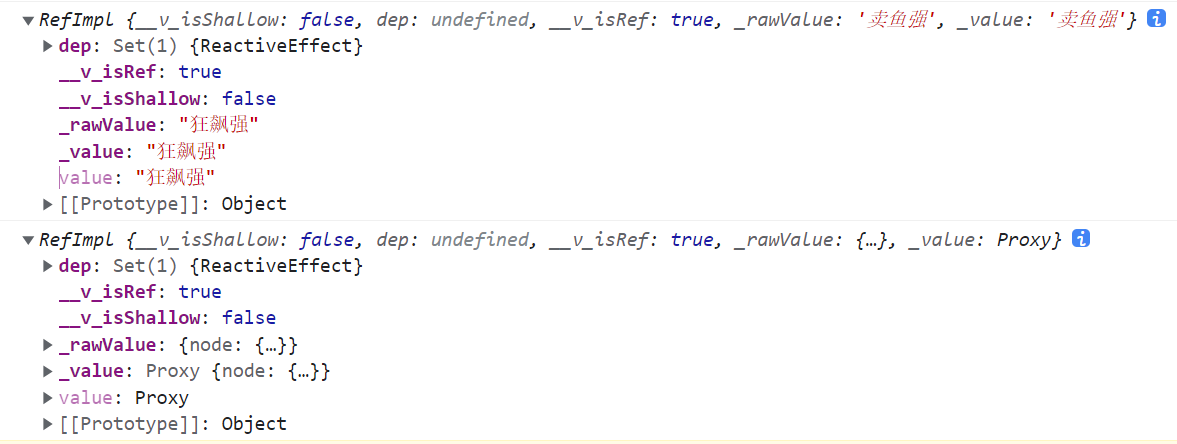 RefImpl {__v_isShallow: false, dep: undefined, __v_isRef: true, _rawValue: '卖鱼强', _value: '卖鱼强'} i
dep: Set(1) {ReactiveEffect}
__v_isRef: true
__v_isShallow: false
_rawValue: "狂飙强"
_value: "狂飙强"
value: "狂飙强"
[[Prototype]]: Object
RefImpl {__v_isShallow: false, dep: undefined, __v_isRef: true, _rawValue: {…}, _value: Proxy} i
dep: Set(1) {ReactiveEffect}
__v_isRef: true
__v_isShallow: false
_rawValue: {node: {…}}
_value: Proxy {node: {…}}
value: Proxy
[[Prototype]]: Object